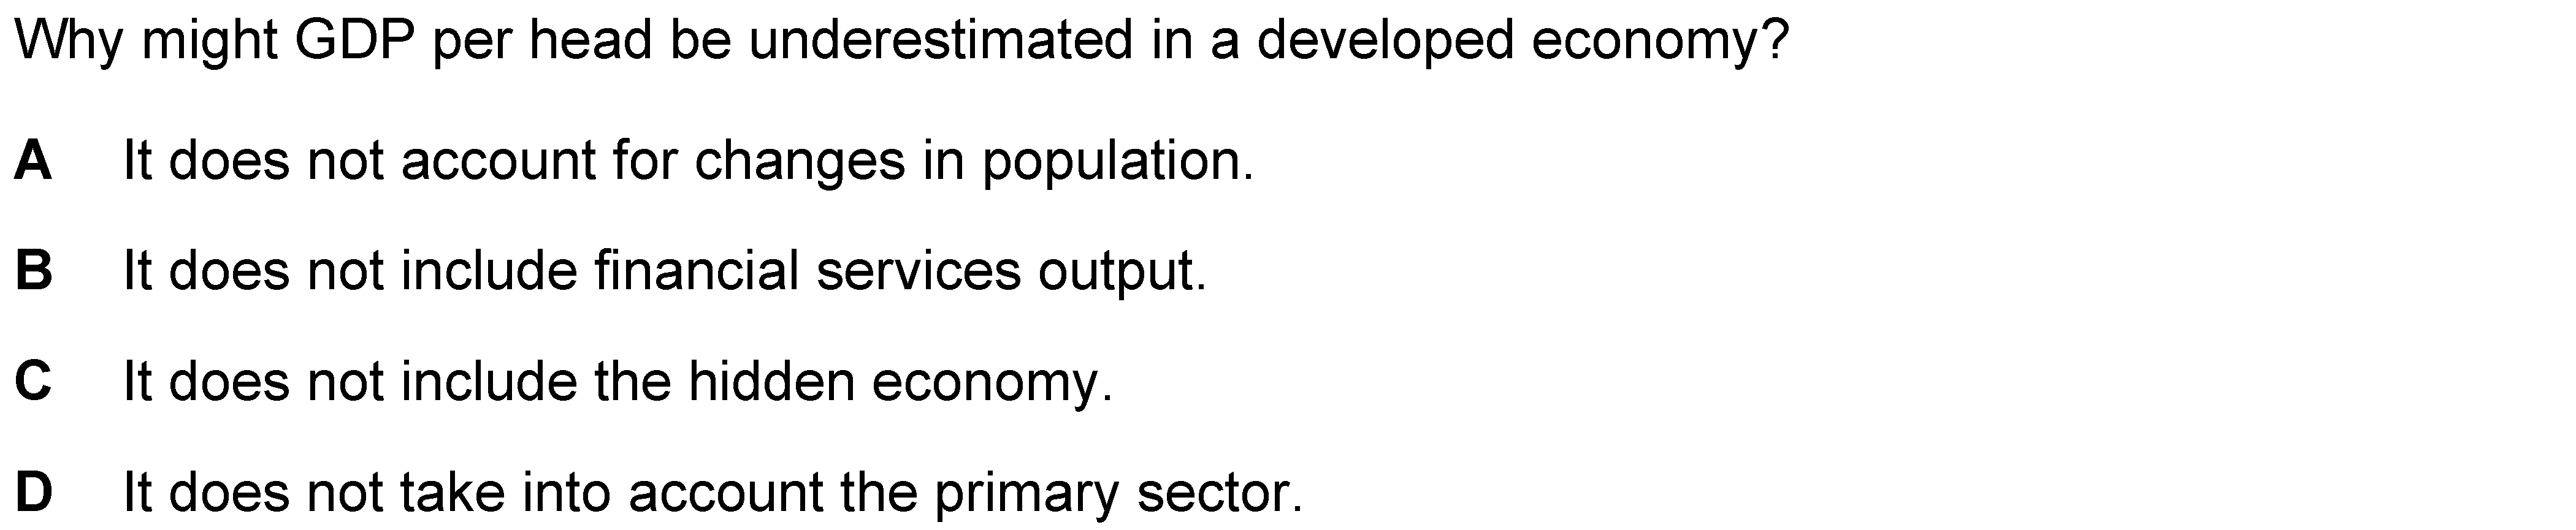 Why might GDP per head be underestimated in a developed economy?
A It does not account for changes in population.
B It does not include financial services output.
C It does not include the hidden economy.
D It does not take into account the primary sector.